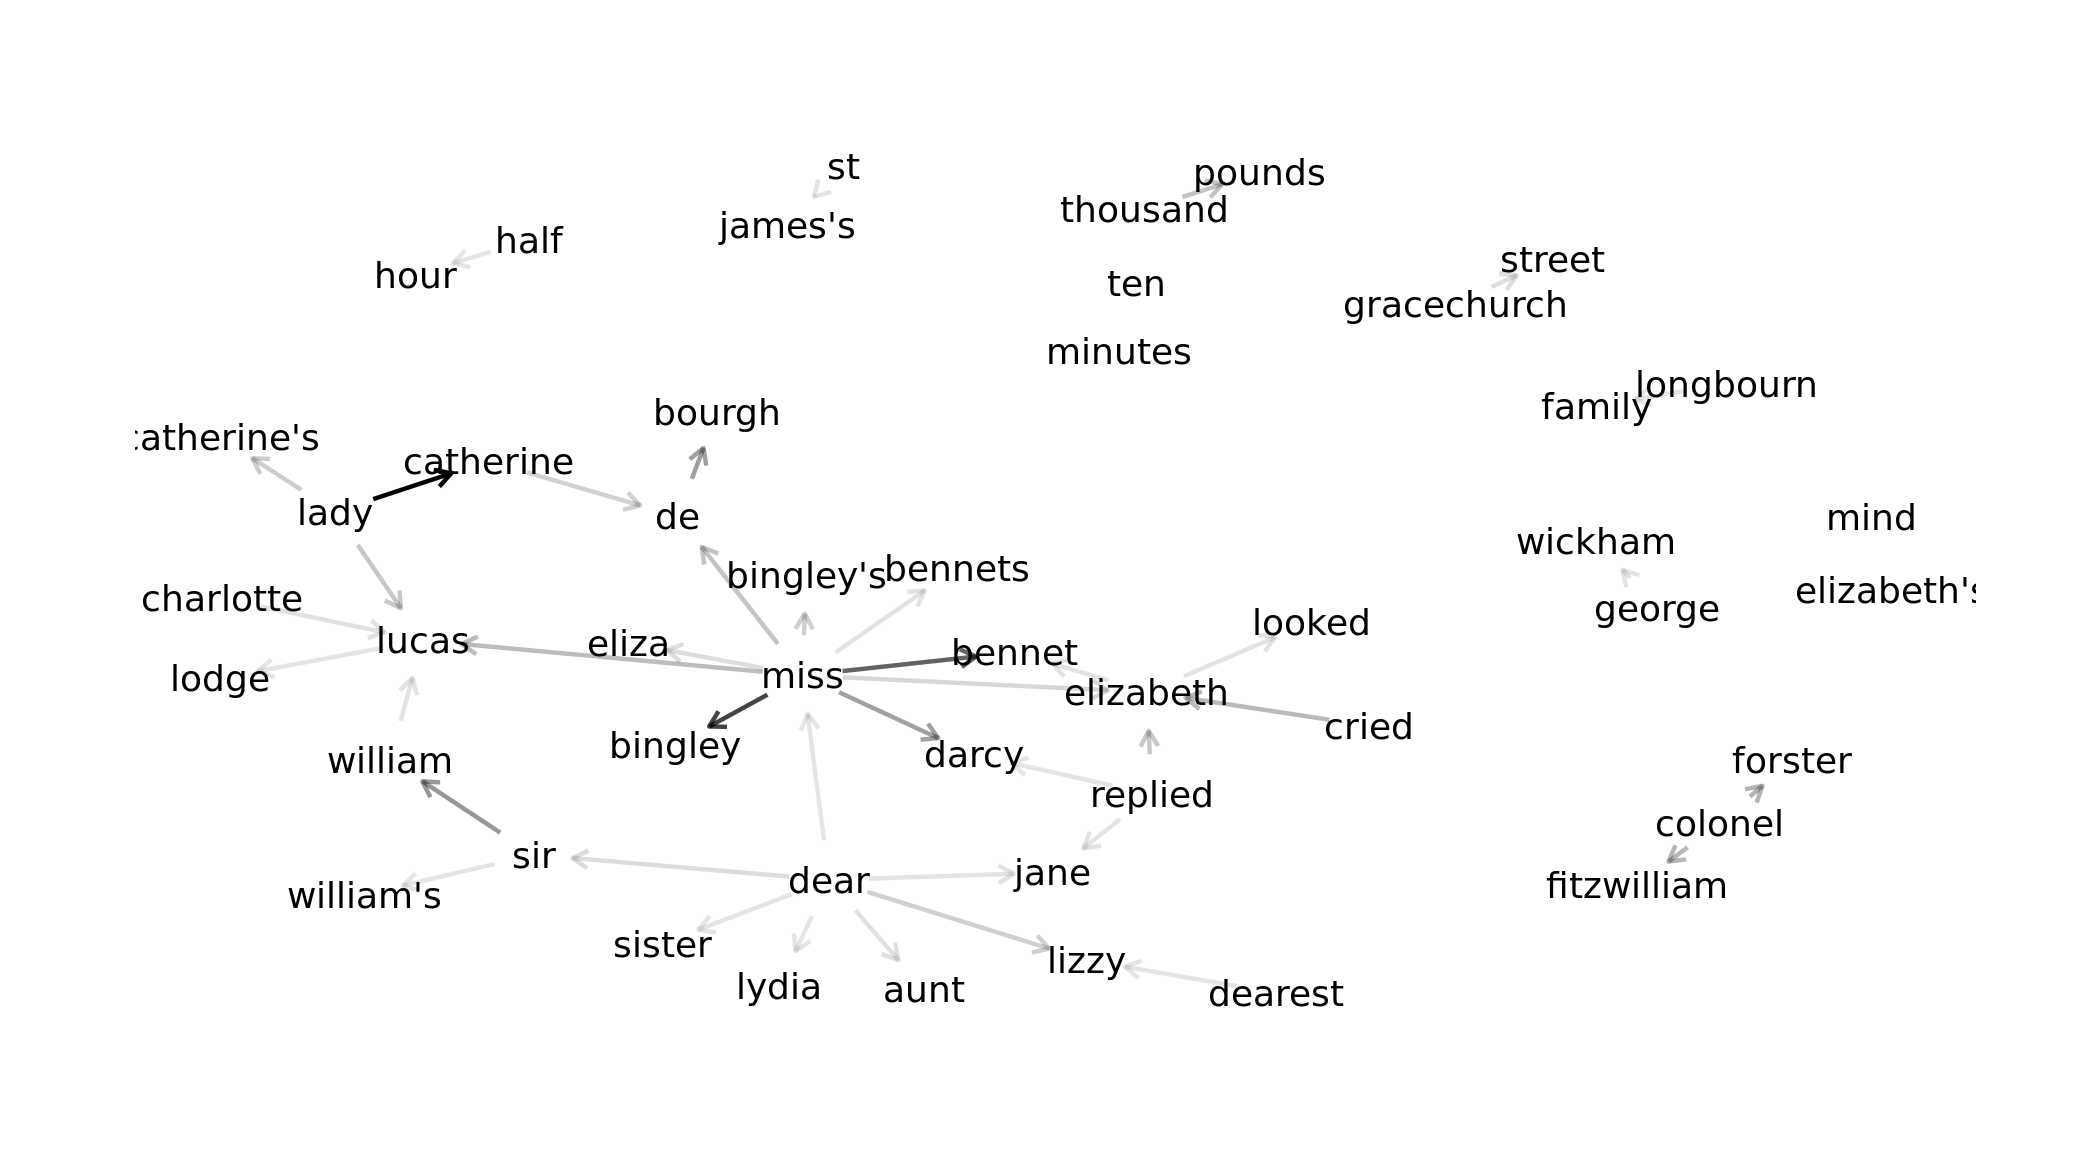 st
pounds
thousand
james's
half
street
hour
ten
gracechurch
minutes
longbourn
family
bourgh
atherine's
catherine
lady
de
mind
wickham
bingley's
bennets
elizabeth's
charlotte
george
looked
lucas
eliza
bennet
lodge
miss
elizabeth
cried
bingley
darcy
william
forster
replied
colonel
sir
jane
dear
fitzwilliam
william's
sister
lizzy
lydia
aunt
dearest